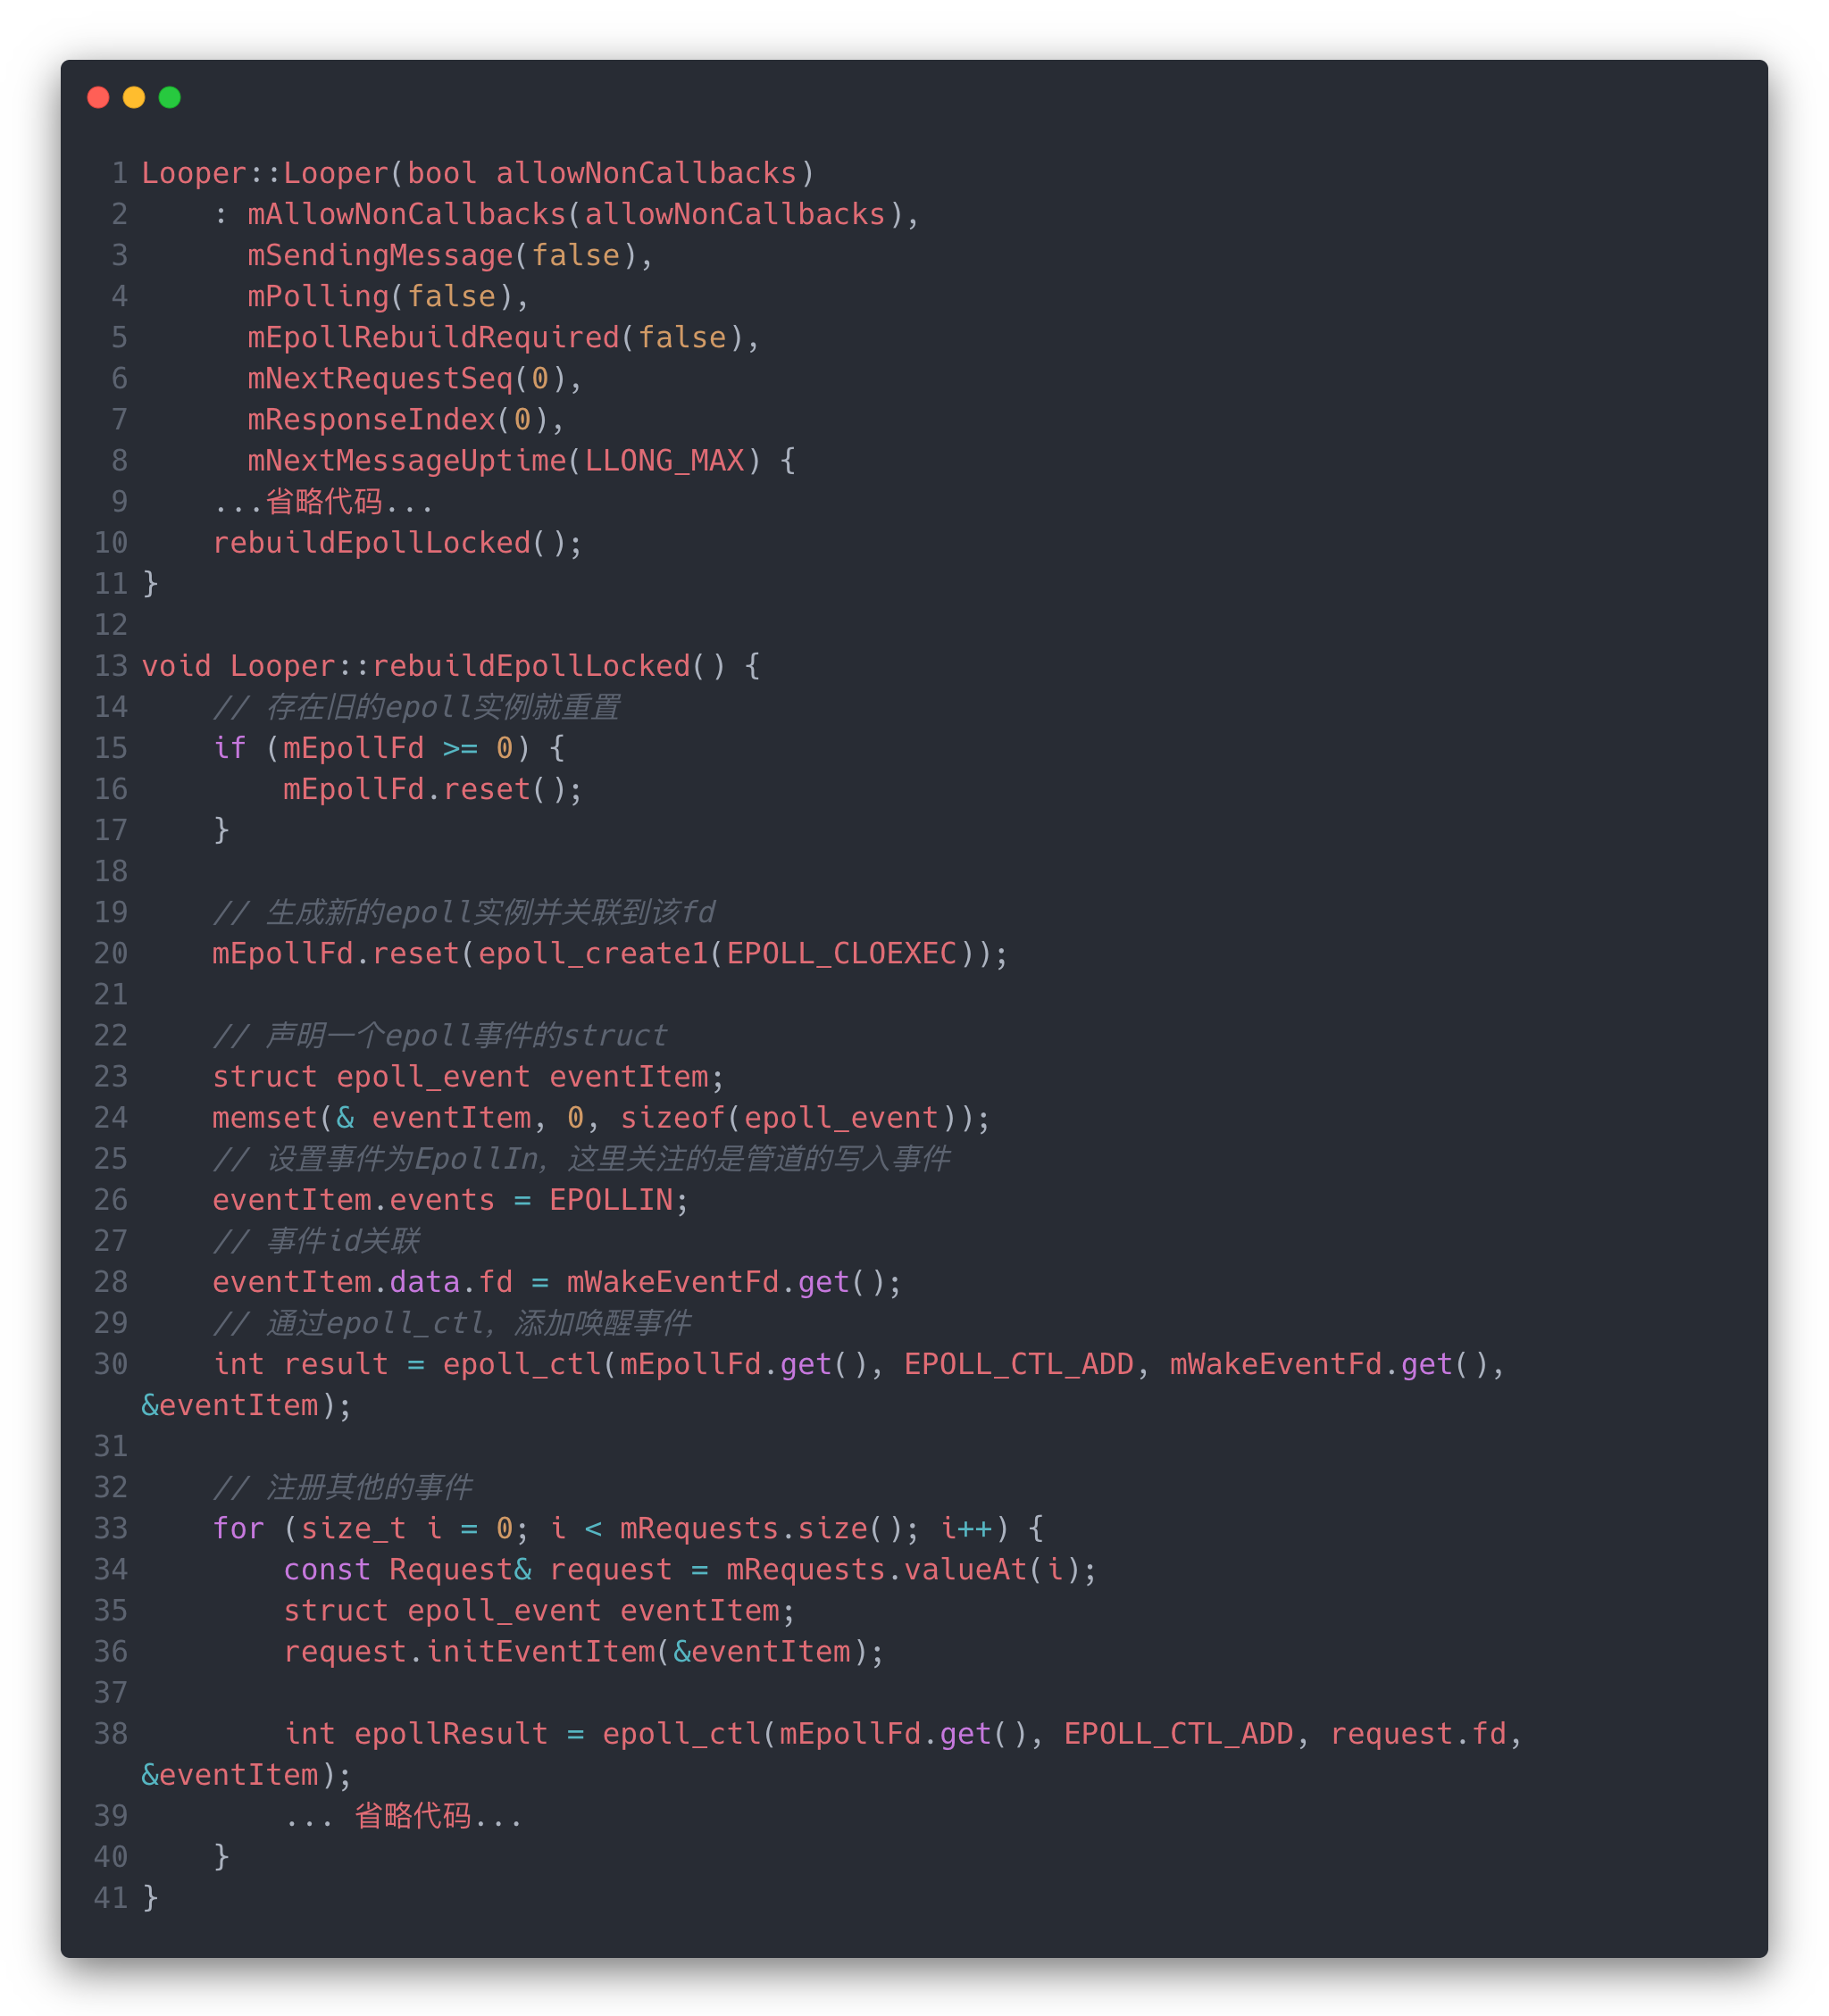 1 Looper::Looper(bool allowNonCallbacks)
2     : mAllowNonCallbacks(allowNonCallbacks),
3       mSendingMessage(false),
4       mPolling(false),
5       mEpollRebuildRequired(false),
6       mNextRequestSeq(0),
7       mResponseIndex(0),
8       mNextMessageUptime(LLONG_MAX) {
9     ...省略代码...
10     rebuildEpollLocked();
11 }
12
13 void Looper::rebuildEpollLocked() {
14     // 存在旧的epoll实例就重置
15     if (mEpollFd >= 0) {
16         mEpollFd.reset();
17     }
18
19     // 生成新的epoll实例并关联到该fd
20     mEpollFd.reset(epoll_create1(EPOLL_CLOEXEC));
21
22     // 声明一个epoll事件的struct
23     struct epoll_event eventItem;
24     memset(& eventItem, 0, sizeof(epoll_event));
25     // 设置事件为EpollIn，这里关注的是管道的写入事件
26     eventItem.events = EPOLLIN;
27     // 事件id关联
28     eventItem.data.fd = mWakeEventFd.get();
29     // 通过epoll_ctl，添加唤醒事件
30     int result = epoll_ctl(mEpollFd.get(), EPOLL_CTL_ADD, mWakeEventFd.get(),
&eventItem);
31
32     // 注册其他的事件
33     for (size_t i = 0; i < mRequests.size(); i++) {
34         const Request& request = mRequests.valueAt(i);
35         struct epoll_event eventItem;
36         request.initEventItem(&eventItem);
37
38         int epollResult = epoll_ctl(mEpollFd.get(), EPOLL_CTL_ADD, request.fd,
&eventItem);
39         ... 省略代码...
40     }
41 }